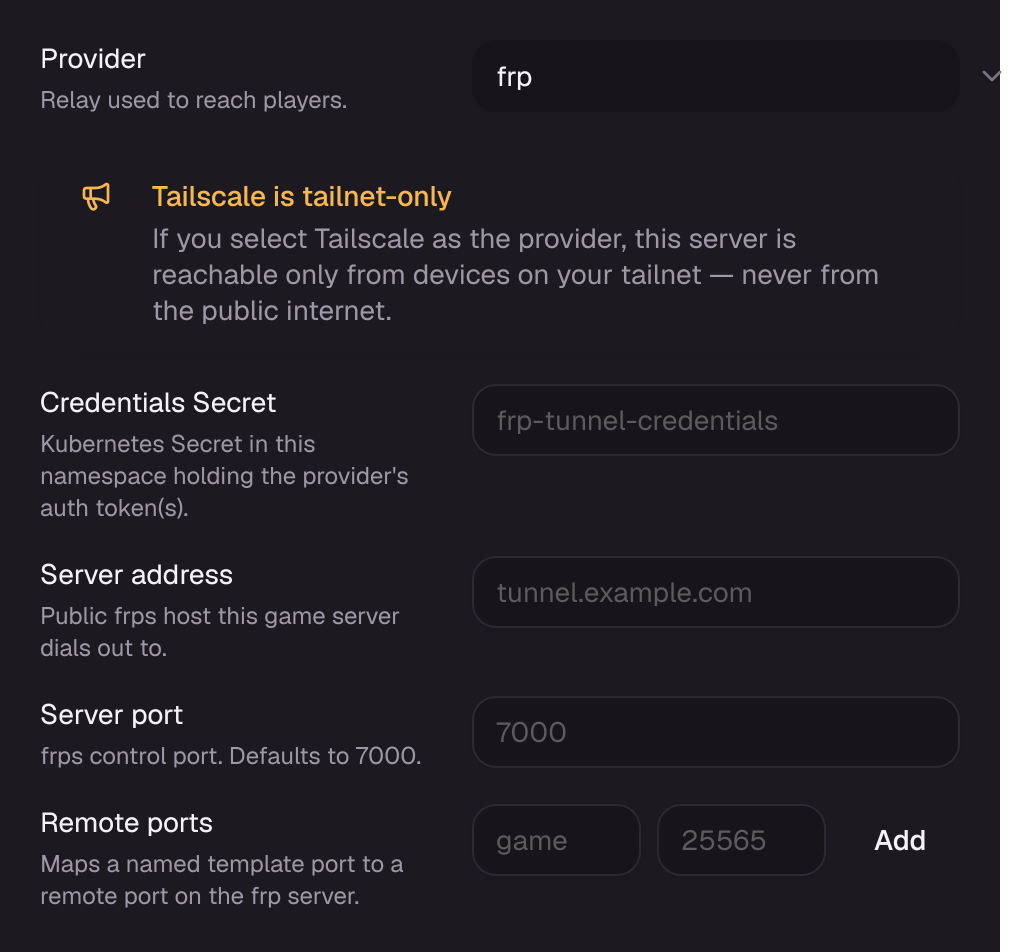 Provider
Relay used to reach players.
frp
Tailscale is tailnet-only
If you select Tailscale as the provider, this server is
reachable only from devices on your tailnet — never from
the public internet.
Credentials Secret
Kubernetes Secret in this
namespace holding the provider's
auth token(s).
frp-tunnel-credentials
Server address
Public frps host this game server
dials out to.
tunnel.example.com
Server port
frps control port. Defaults to 7000.
7000
Remote ports
Maps a named template port to a
remote port on the frp server.
game
25565
Add